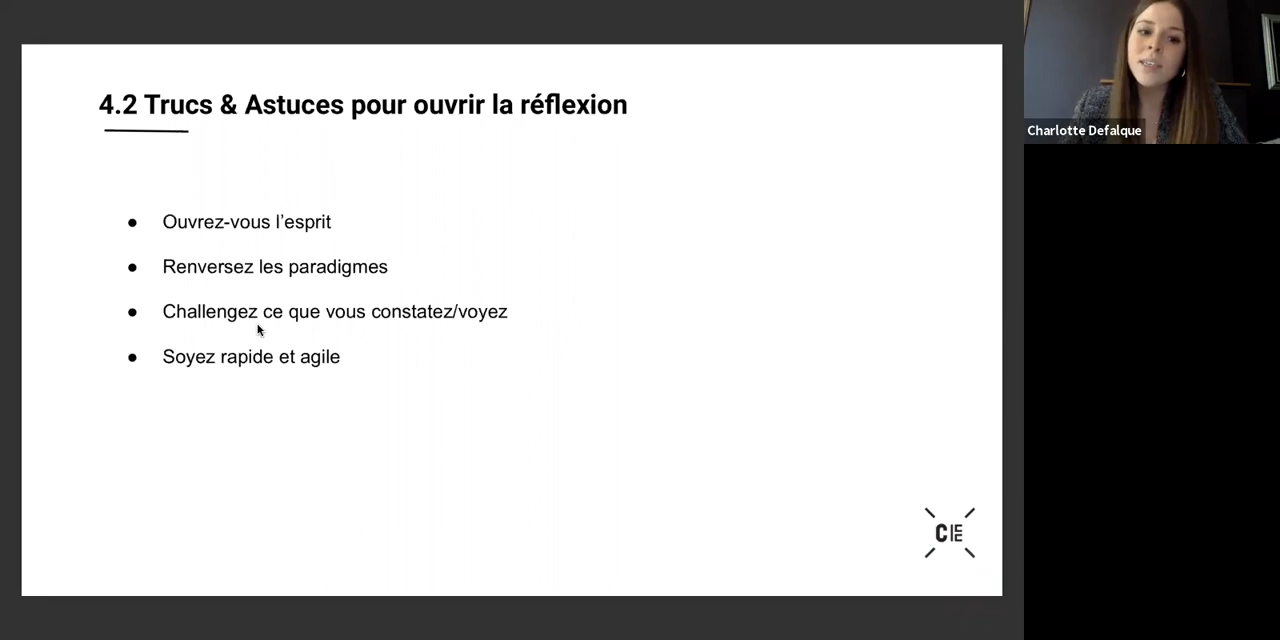 4.2 Trucs & Astuces pour ouvrir la réflexion
● Ouvrez-vous l’esprit
● Renversez les paradigmes
● Challengez ce que vous constatez/voyez
● Soyez rapide et agile
CEE
Charlotte Defalque